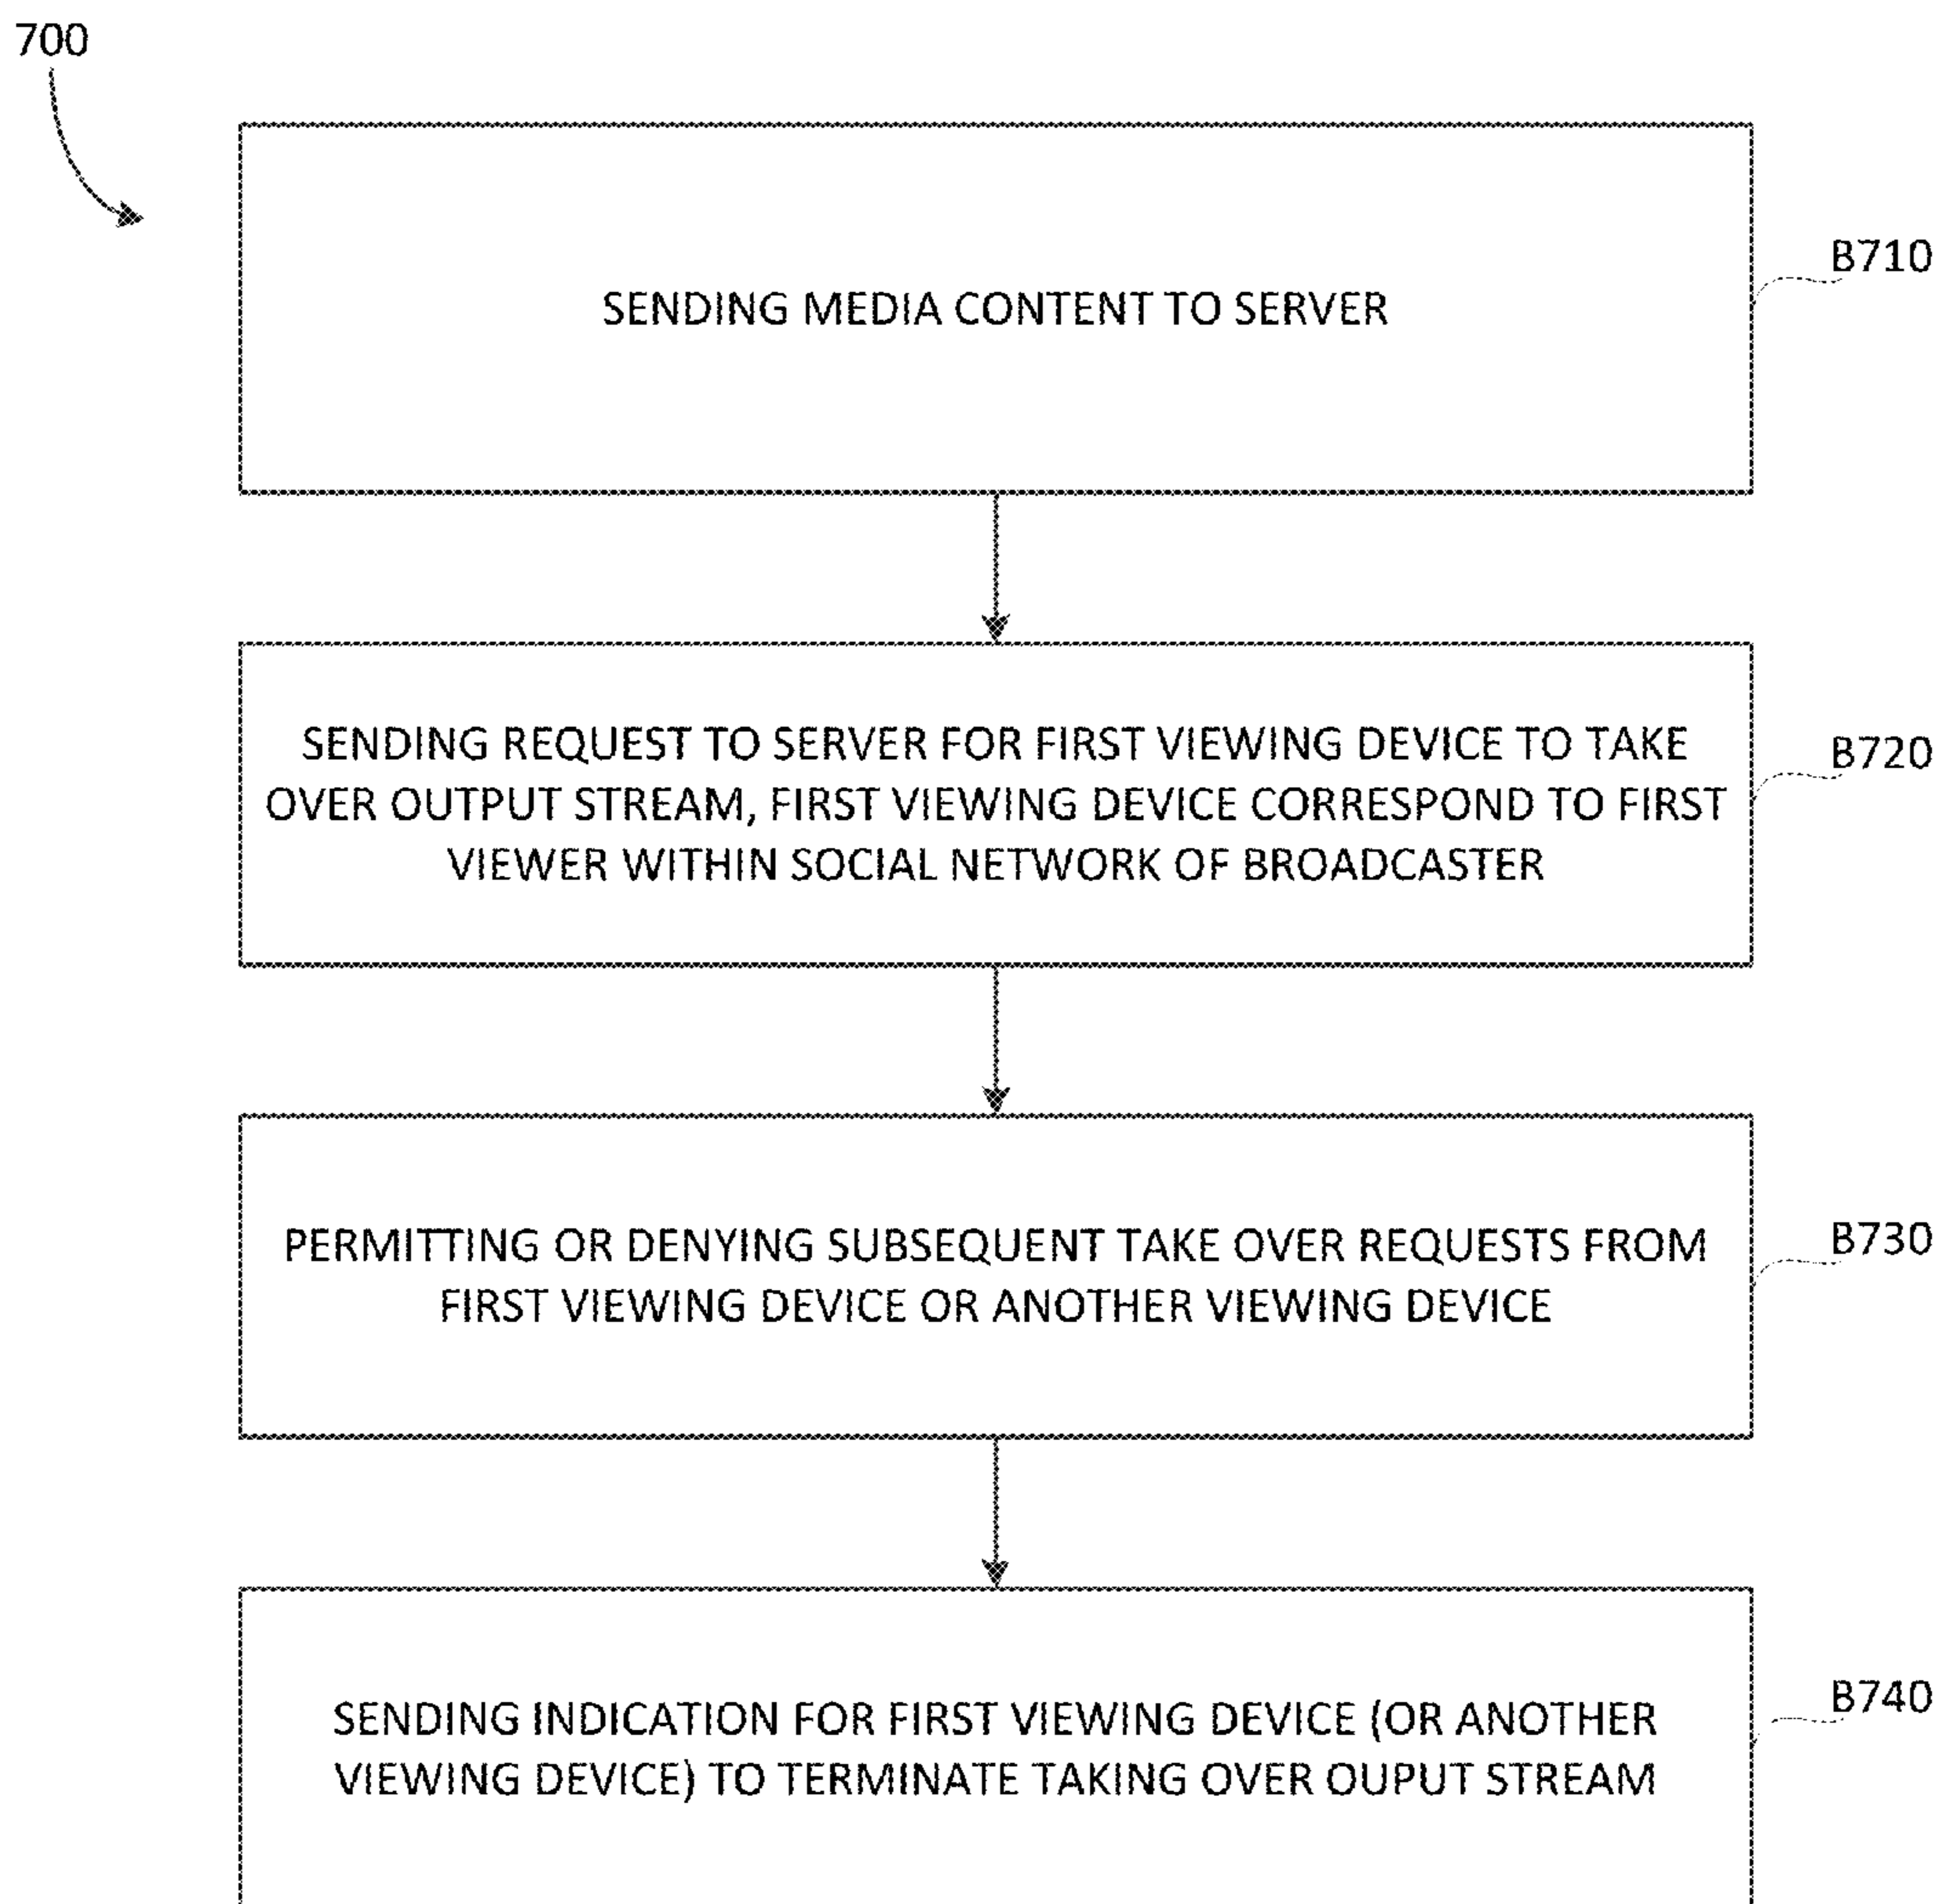 700
SENDING MEDIA CONTENT TO SERVER
B710
SENDING REQUEST TO SERVER FOR FIRST VIEWING DEVICE TO TAKE
OVER OUTPUT STREAM, FIRST VIEWING DEVICE CORRESPOND TO FIRST
VIEWER WITHIN SOCIAL NETWORK OF BROADCASTER
B720
PERMITTING OR DENYING SUBSEQUENT TAKE OVER REQUESTS FROM
FIRST VIEWING DEVICE OR ANOTHER VIEWING DEVICE
B730
SENDING INDICATION FOR FIRST VIEWING DEVICE (OR ANOTHER
VIEWING DEVICE) TO TERMINATE TAKING OVER OUPUT STREAM
B740